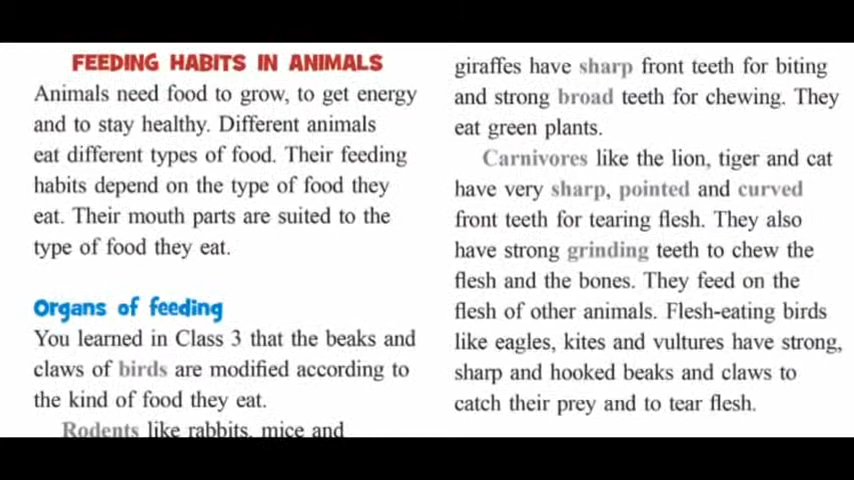 FEEDING HABITS IN ANIMALS
Animals need food to grow, to get energy
and to stay healthy. Different animals
eat different types of food. Their feeding
habits depend on the type of food they
eat. Their mouth parts are suited to the
type of food they eat.
Organs of feeding
You learned in Class 3 that the beaks and
claws of birds are modified according to
the kind of food they eat.
Rodents like rabbits, mice and
giraffes have sharp front teeth for biting
and strong broad teeth for chewing. They
eat green plants.
Carnivores like the lion, tiger and cat
have very sharp, pointed and curved
front teeth for tearing flesh. They also
have strong grinding teeth to chew the
flesh and the bones. They feed on the
flesh of other animals. Flesh-eating birds
like eagles, kites and vultures have strong,
sharp and hooked beaks and claws to
catch their prey and to tear flesh.